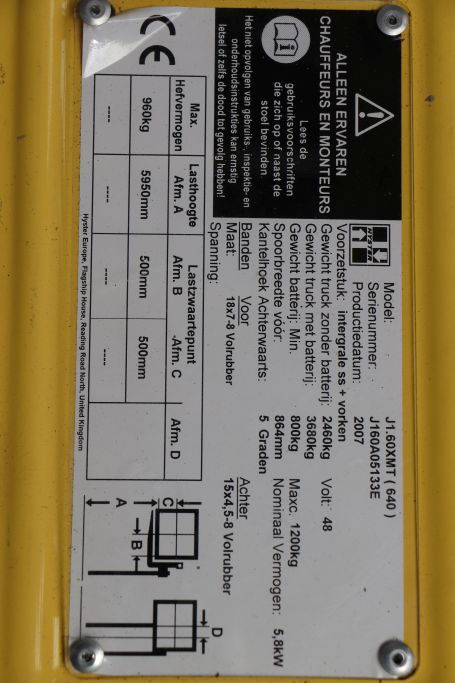 ALLEEN ERVAREN
CHAUFFEURS EN MONTEURS
Lees de
gebruiksvoorschriften
die zich op of naast de
stoel bevinden
Het niet opvolgen van gebruiks-, inspektie- en
onderhoudsinstrukties kan ernstig
letsel of zelfs de dood tot gevolg hebben!
HYSTER
Model: J1.60XMT ( 640 )
Serienummer: J160A05133E
Productiedatum: 2007
Voorzetstuk: intergrale ss + vorken
Gewicht truck zonder batterij: 2460kg Volt: 48
Gewicht truck met batterij: 3680kg
Gewicht batterij: Min. 800kg Maxc. 1200kg
Spoorbreedte vóór: 864mm Nominaal Vermogen: 5,8kW
Kantelhoek Achterwaarts: 5 Graden
Banden Voor Achter
Maat: 18x7-8 Volrubber 15x4,5-8 Volrubber
Spanning:
CE
Max. Hefvermogen Lasthoogte Afm. A Lastzwaartepunt Afm. B -Afm. C Afm. D
960kg 5950mm 500mm 500mm
---- ---- ---- ----
Hyster Europe, Flagship House, Reading Road North, United Kingdom
A B C D